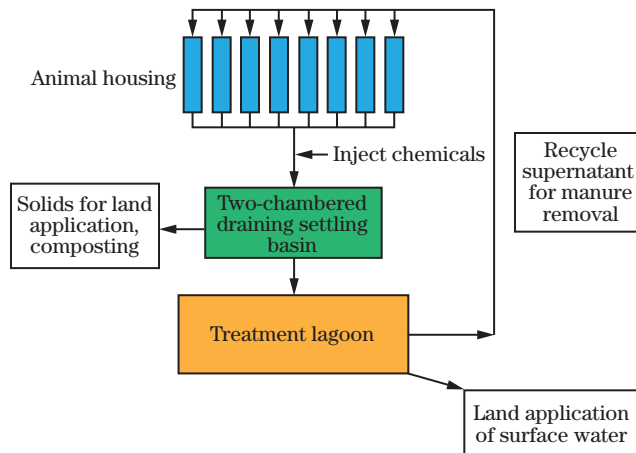 Animal housing
Inject chemicals
Recycle
supernatant
for manure
removal
Solids for land
application,
composting
Two-chambered
draining settling
basin
Treatment lagoon
Land application
of surface water